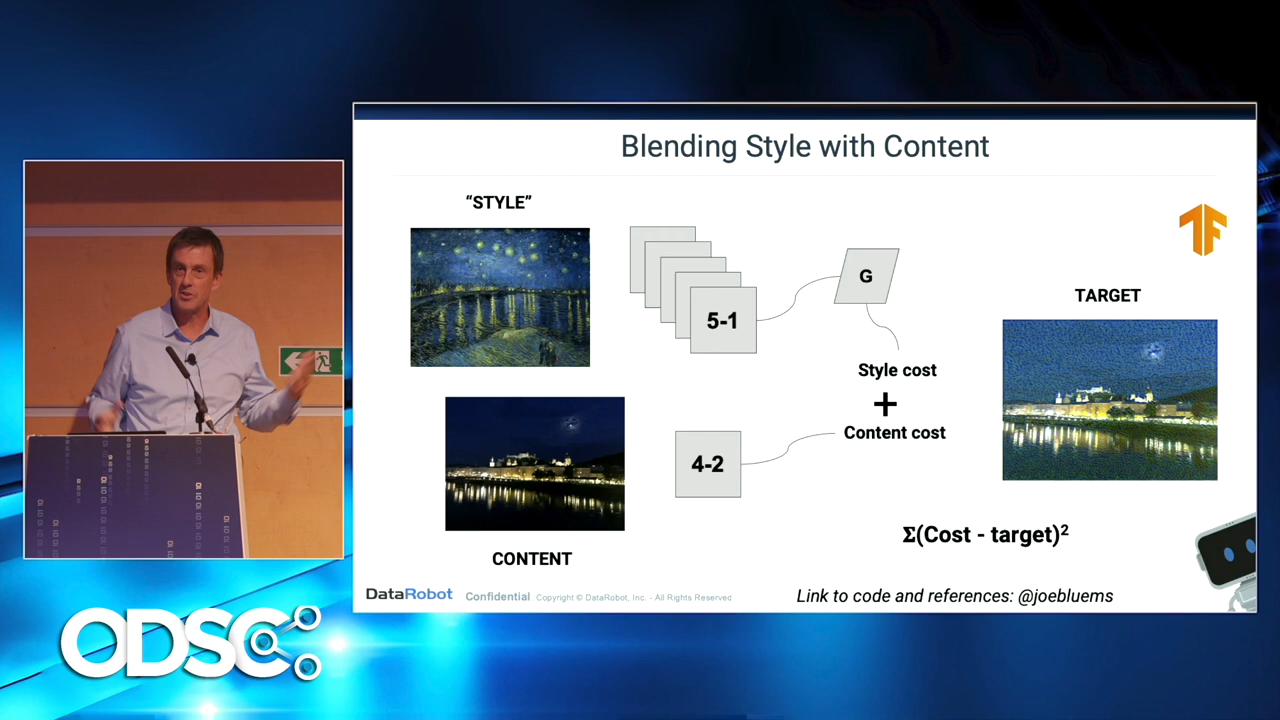 Blending Style with Content
“STYLE”
5-1
G
TARGET
Style cost
+
Content cost
4-2
Σ(Cost - target)²
CONTENT
DataRobot Confidential Copyright © DataRobot, Inc. - All Rights Reserved
Link to code and references: @joebluems
ODSC